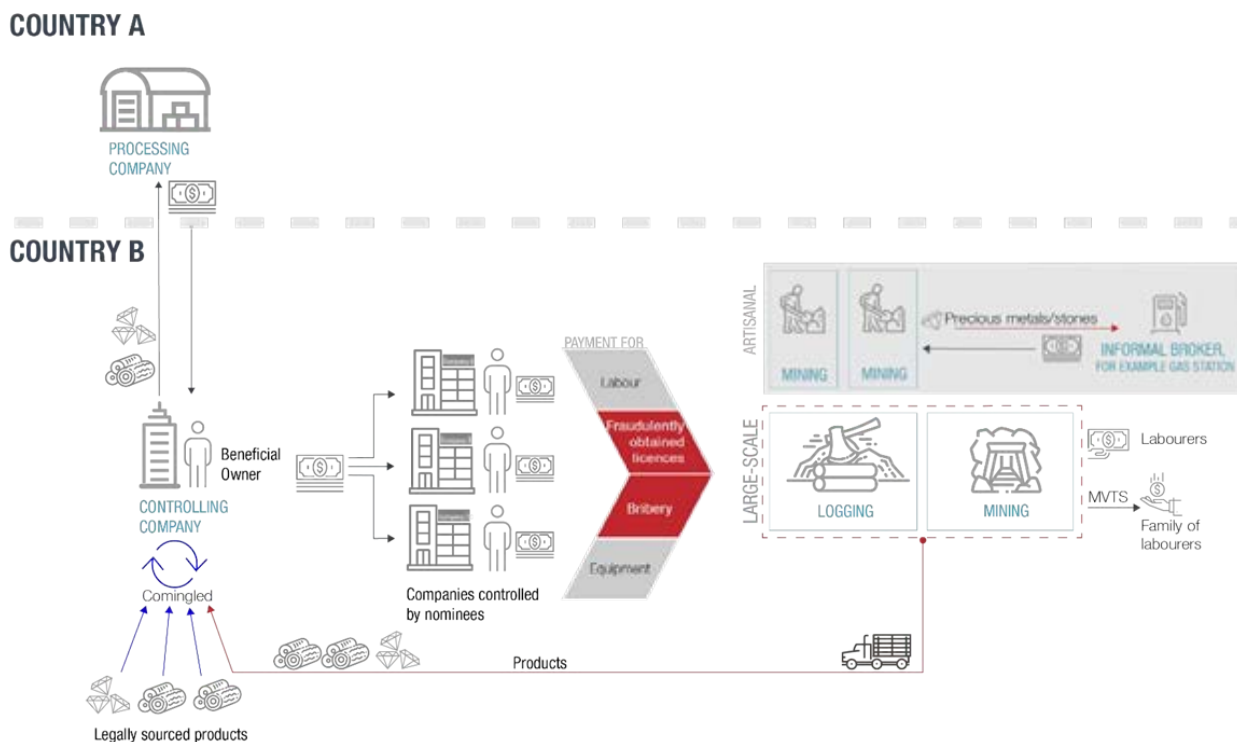 COUNTRY A
PROCESSING
COMPANY
COUNTRY B
Beneficial
Owner
CONTROLLING
COMPANY
Comingled
Legally sourced products
Companies controlled
by nominees
PAYMENT FOR
Labour
Fraudulently
obtained
licences
Bribery
Equipment
ARTISANAL
MINING
MINING
Precious metals/stones
INFORMAL BROKER,
FOR EXAMPLE GAS STATION
LARGE-SCALE
LOGGING
MINING
Labourers
MVTS
Family of
labourers
Products